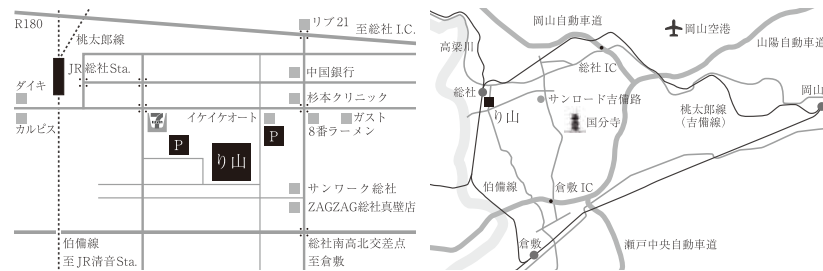 R180
リブ21
至総社 I.C.
桃太郎線
JR総社Sta.
中国銀行
ダイキ
杉本クリニック
カルピス
イケイケオート
ガスト
8番ラーメン
P
P
り山
サンワーク総社
ZAGZAG総社真壁店
伯備線
至JR清音Sta.
総社南高北交差点
至倉敷
岡山自動車道
岡山空港
高梁川
山陽自動車道
総社 IC
総社
サンロード吉備路
岡山
り山
国分寺
桃太郎線
（吉備線）
伯備線
倉敷 IC
倉敷
瀬戸中央自動車道